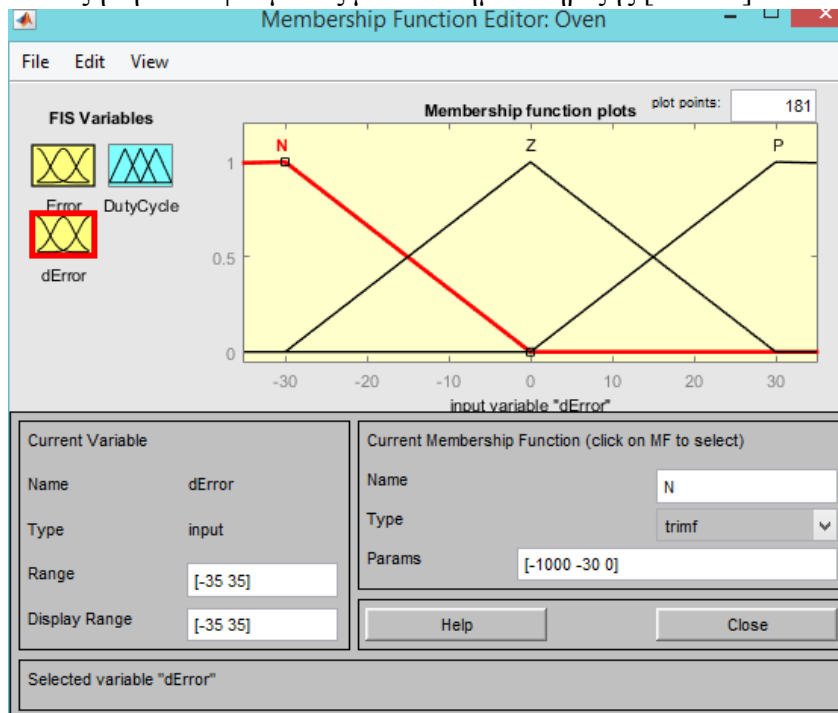 Membership Function Editor: Oven
File Edit View
FIS Variables
Error DutyCycle
dError
Membership function plots
plot points: 181
N Z P
1
0.5
0
-30 -20 -10 0 10 20 30
input variable "dError"
Current Variable
Name dError
Type input
Range [-35 35]
Display Range [-35 35]
Current Membership Function (click on MF to select)
Name N
Type trimf
Params [-1000 -30 0]
Help Close
Selected variable "dError"